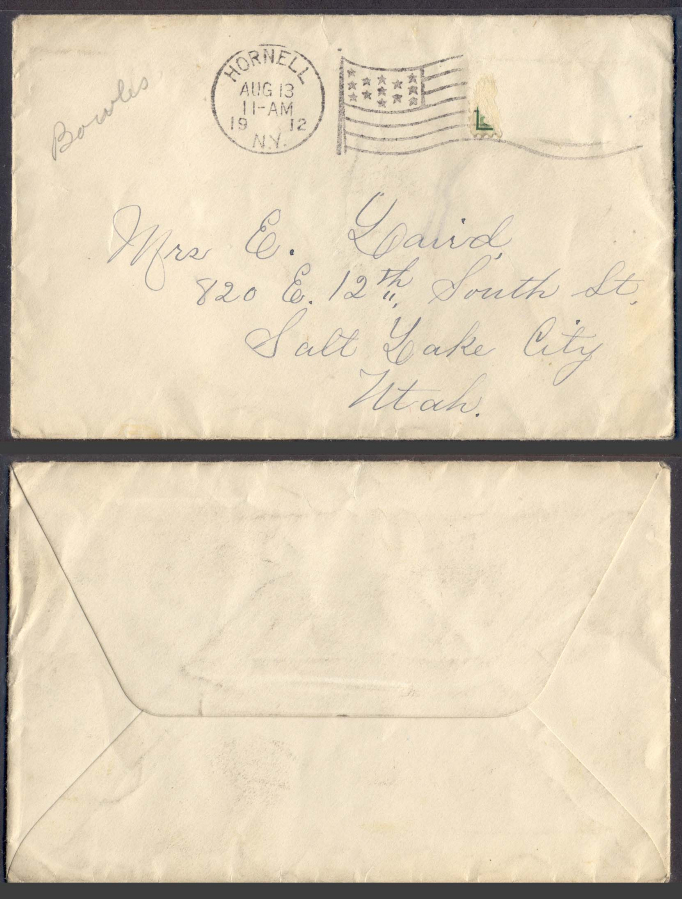 Bowles
HORNELL
AUG 13
11-AM
19 12
N.Y.
Mrs E. Laird,
820 E. 12th South St,
Salt Lake City
Utah.